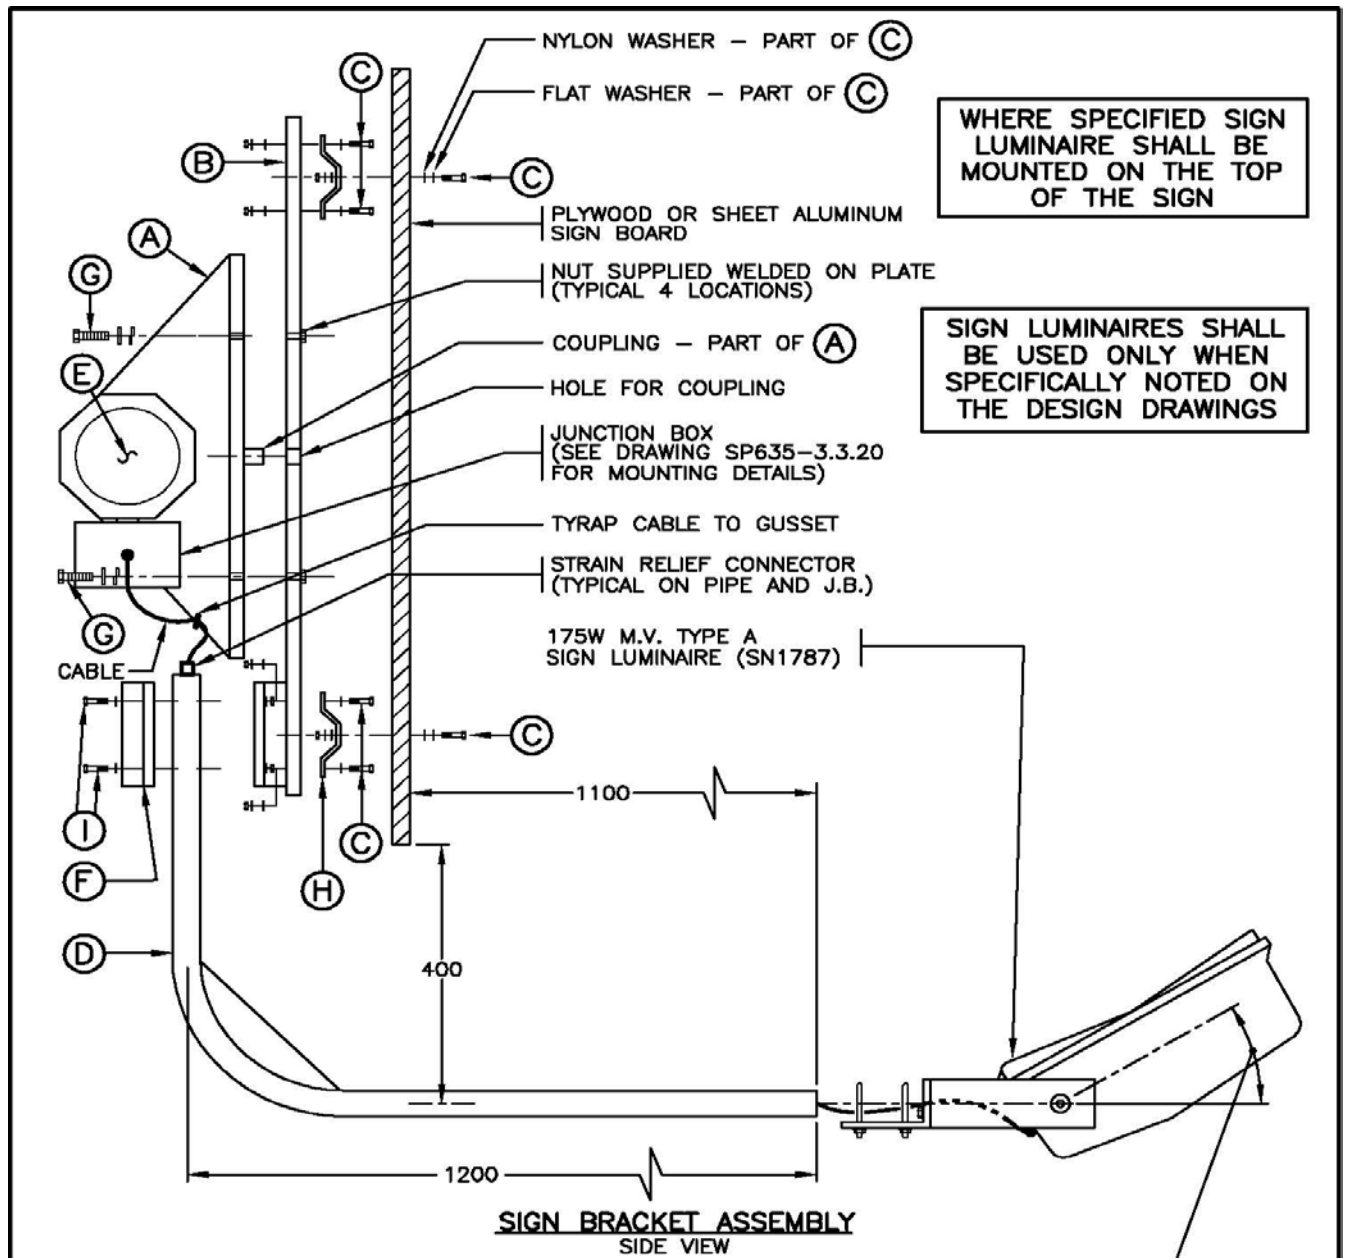 NYLON WASHER – PART OF C
FLAT WASHER – PART OF C
C
B
C
WHERE SPECIFIED SIGN
LUMINAIRE SHALL BE
MOUNTED ON THE TOP
OF THE SIGN
PLYWOOD OR SHEET ALUMINUM
SIGN BOARD
A
G
NUT SUPPLIED WELDED ON PLATE
(TYPICAL 4 LOCATIONS)
SIGN LUMINAIRES SHALL
BE USED ONLY WHEN
SPECIFICALLY NOTED ON
THE DESIGN DRAWINGS
COUPLING – PART OF A
E
HOLE FOR COUPLING
JUNCTION BOX
(SEE DRAWING SP635–3.3.20
FOR MOUNTING DETAILS)
TYRAP CABLE TO GUSSET
STRAIN RELIEF CONNECTOR
(TYPICAL ON PIPE AND J.B.)
G
CABLE
175W M.V. TYPE A
SIGN LUMINAIRE (SN1787)
C
1100
I
C
F
H
D
400
1200
SIGN BRACKET ASSEMBLY
SIDE VIEW